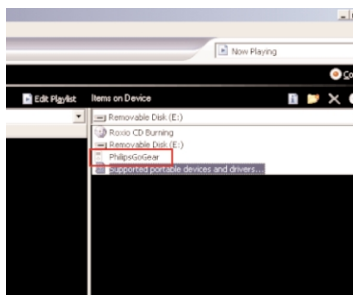 Now Playing
Co
Edit Playlist Items on Device
Removable Disk (E:)
Roxio CD Burning
Removable Disk (E:)
PhilipsGoGear
Supported portable devices and drivers...